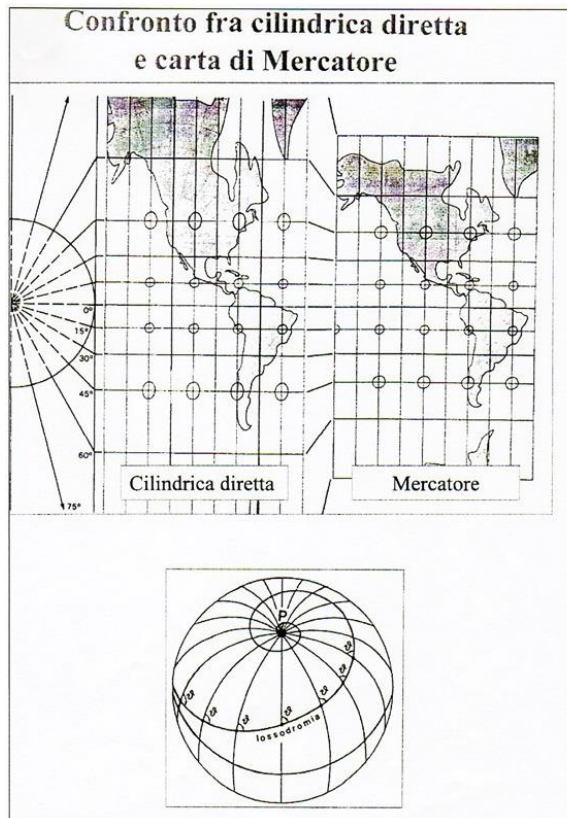 Confronto fra cilindrica diretta
e carta di Mercatore
0°
15°
30°
45°
60°
75°
Cilindrica diretta
Mercatore
P
lossodromia